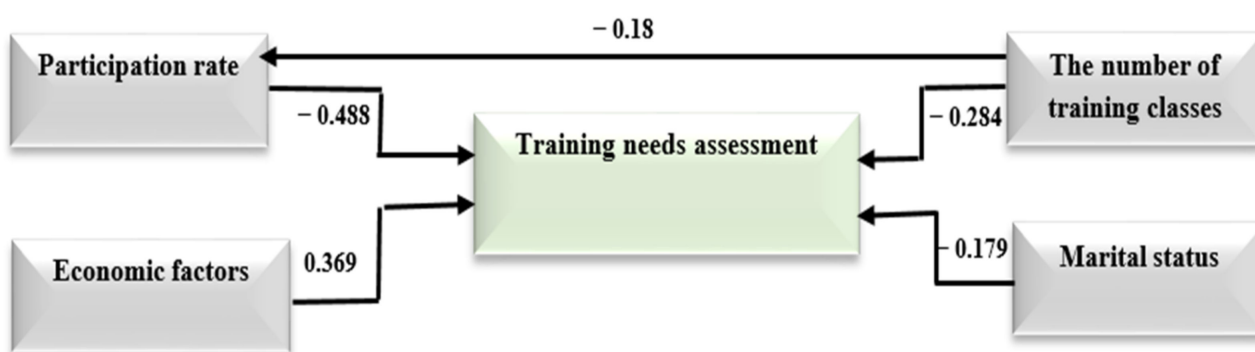 − 0.18
Participation rate
The number of
training classes
− 0.488
− 0.284
Training needs assessment
Economic factors
0.369
− 0.179
Marital status